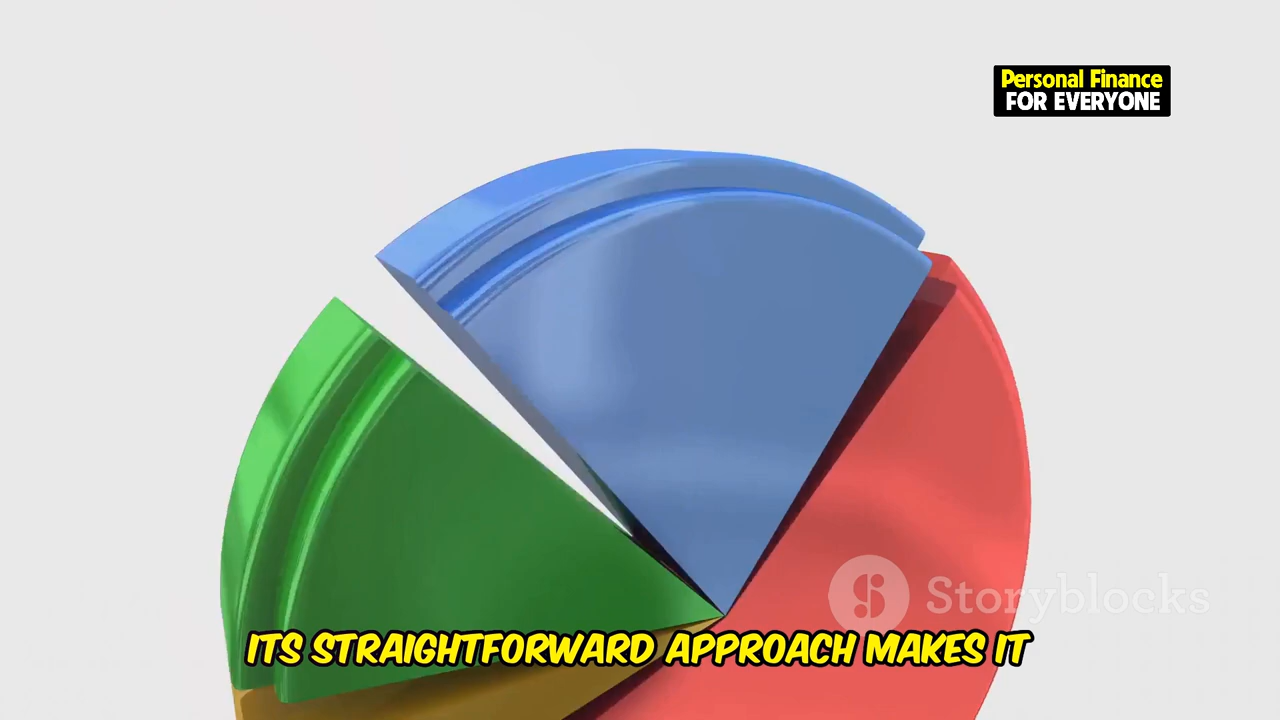 Personal Finance
FOR EVERYONE
Storyblocks
ITS STRAIGHTFORWARD APPROACH MAKES IT